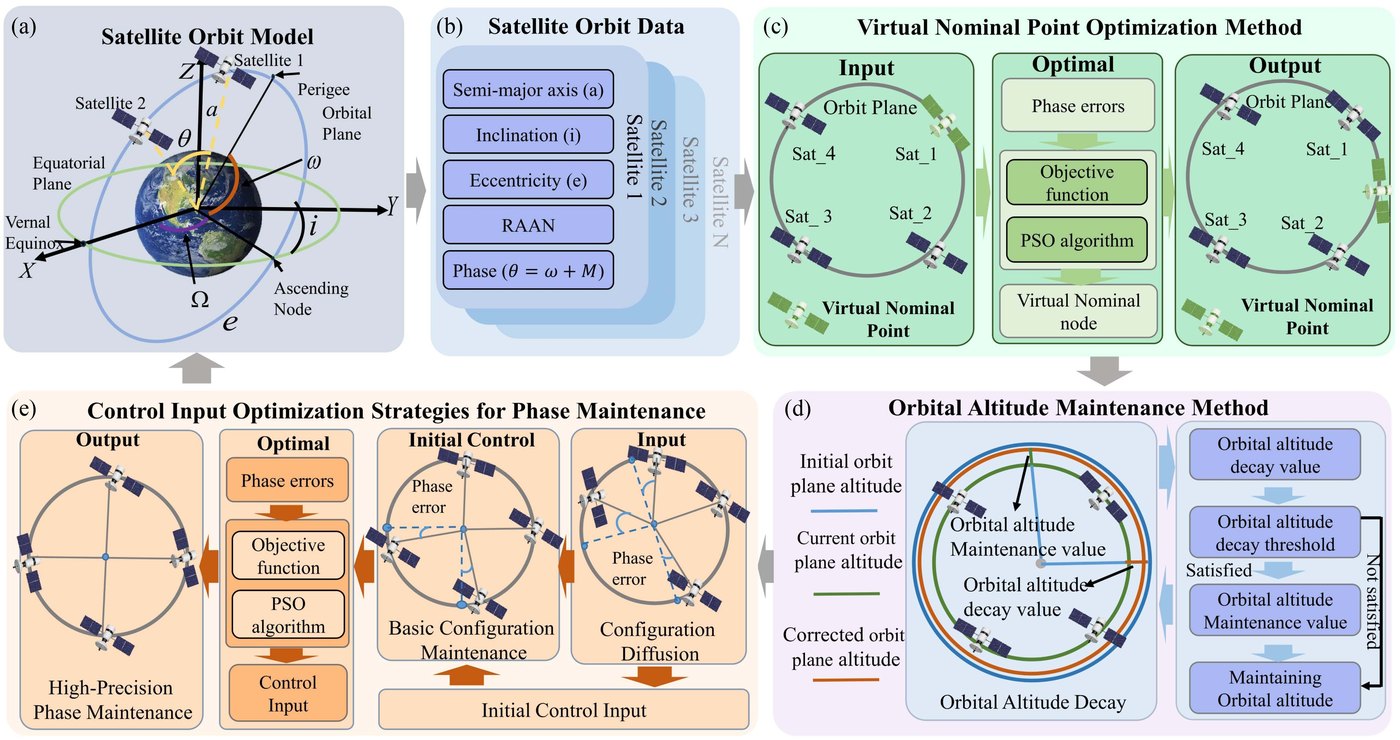 (a)
Satellite Orbit Model
Z
Satellite 1
Perigee
Satellite 2
a
Orbital
Plane
θ
Equatorial
Plane
ω
Y
i
Vernal
Equinox
X
Ω
Ascending
Node
e
(b)
Satellite Orbit Data
Semi-major axis (a)
Inclination (i)
Eccentricity (e)
RAAN
Phase (θ = ω + M)
Satellite 1
Satellite 2
Satellite 3
Satellite N
(c)
Virtual Nominal Point Optimization Method
Input
Orbit Plane
Sat_4
Sat_1
Sat_3
Sat_2
Virtual Nominal
Point
Optimal
Phase errors
Objective
function
PSO algorithm
Virtual Nominal
node
Output
Orbit Plane
Sat_4
Sat_1
Sat_3
Sat_2
Virtual Nominal
Point
(d)
Orbital Altitude Maintenance Method
Initial orbit
plane altitude
Current orbit
plane altitude
Corrected orbit
plane altitude
Orbital altitude
Maintenance value
Orbital altitude
decay value
Orbital Altitude Decay
Orbital altitude
decay value
Orbital altitude
decay threshold
Satisfied
Not satisfied
Orbital altitude
Maintenance value
Maintaining
Orbital altitude
(e)
Control Input Optimization Strategies for Phase Maintenance
Output
High-Precision
Phase Maintenance
Optimal
Phase errors
Objective
function
PSO
algorithm
Control
Input
Initial Control
Phase
error
Basic Configuration
Maintenance
Input
Phase
error
Configuration
Diffusion
Initial Control Input